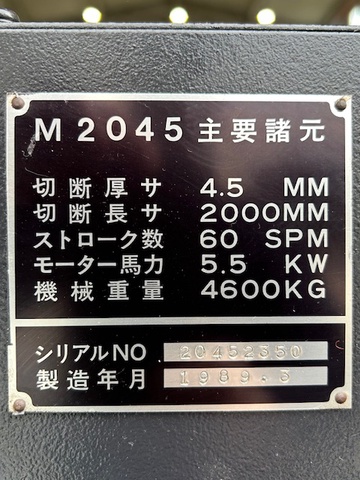 M2045 主要諸元
切断厚サ 4.5 MM
切断長サ 2000MM
ストローク数 60 SPM
モーター馬力 5.5 KW
機械重量 4600KG
シリアルNO 20452350
製造年月 1989.3